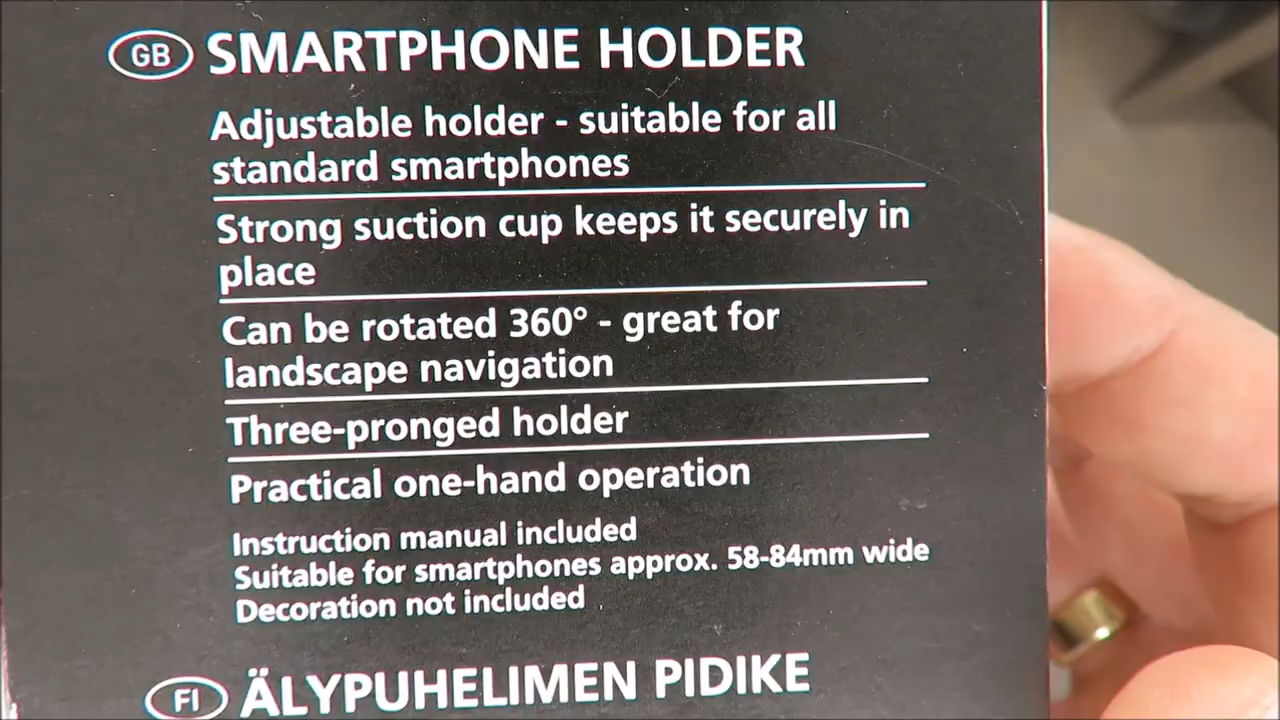 GB SMARTPHONE HOLDER
Adjustable holder - suitable for all
standard smartphones
Strong suction cup keeps it securely in
place
Can be rotated 360° - great for
landscape navigation
Three-pronged holder
Practical one-hand operation
Instruction manual included
Suitable for smartphones approx. 58-84mm wide
Decoration not included
FI ÄLYPUHELIMEN PIDIKE